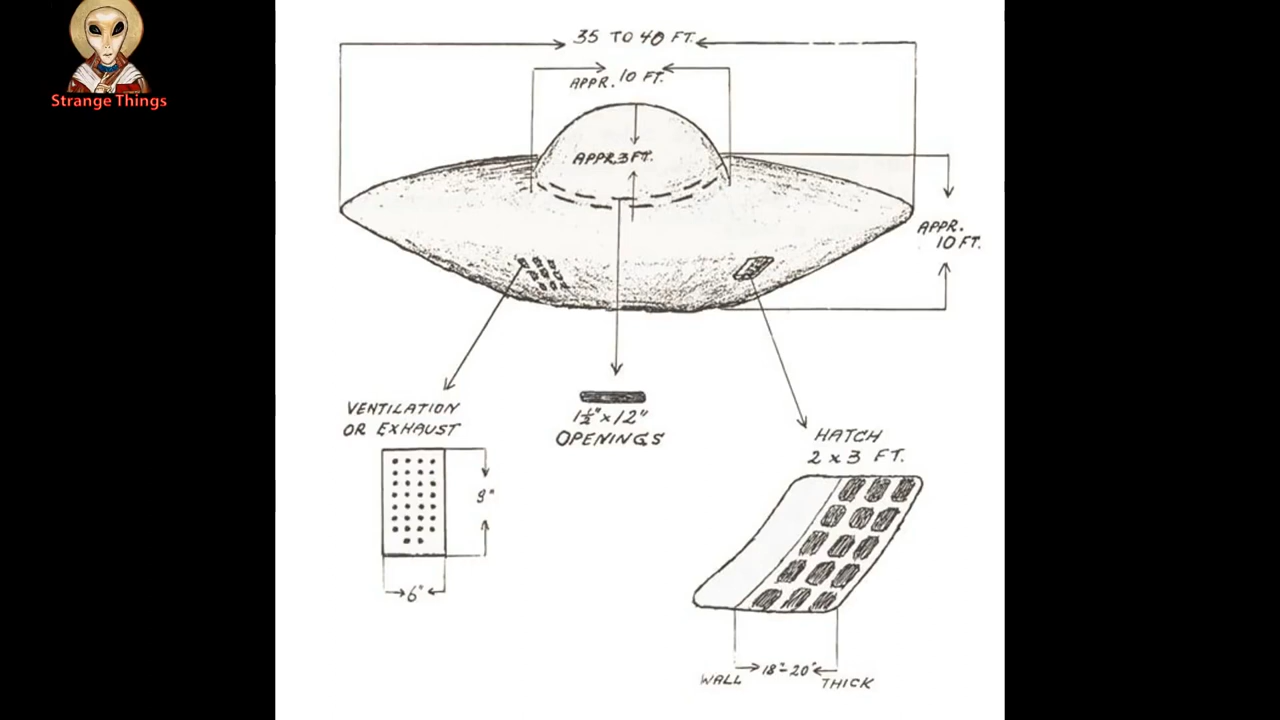 Strange Things
35 TO 40 FT.
APPR. 10 FT.
APPR. 3 FT.
APPR.
10 FT.
VENTILATION
OR EXHAUST
9"
6"
1½" x 12"
OPENINGS
HATCH
2 x 3 FT.
18"-20"
WALL THICK